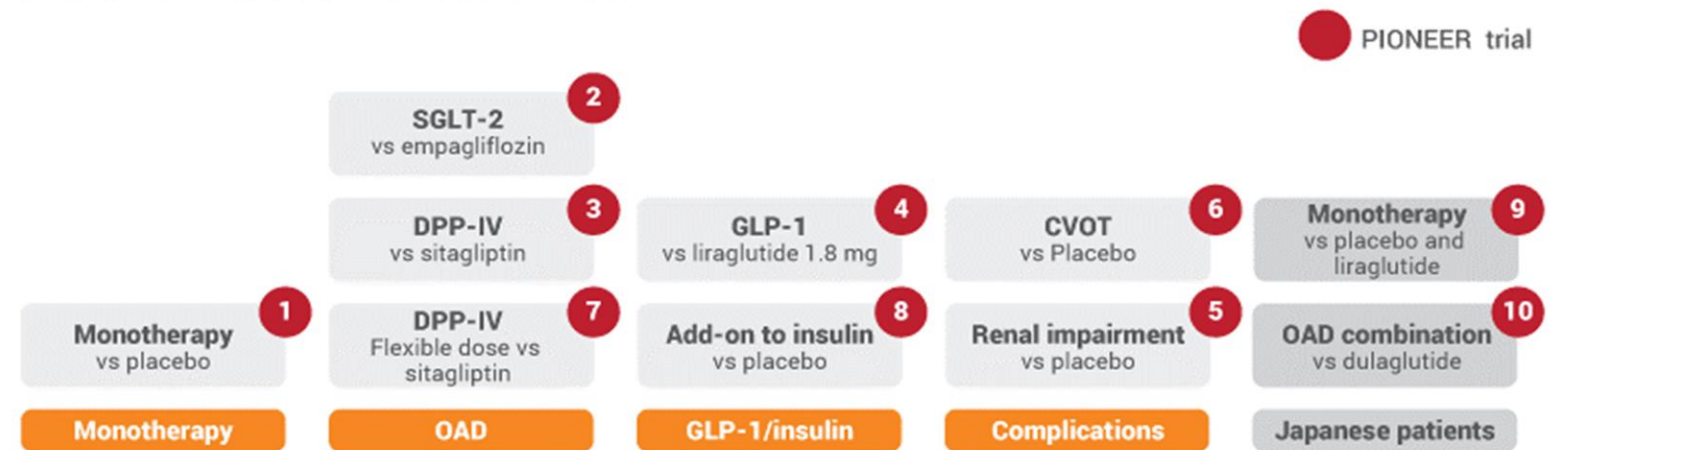 PIONEER trial
2
SGLT-2
vs empagliflozin
3
DPP-IV
vs sitagliptin
4
GLP-1
vs liraglutide 1.8 mg
6
CVOT
vs Placebo
9
Monotherapy
vs placebo and
liraglutide
1
Monotherapy
vs placebo
7
DPP-IV
Flexible dose vs
sitagliptin
8
Add-on to insulin
vs placebo
5
Renal impairment
vs placebo
10
OAD combination
vs dulaglutide
Monotherapy
OAD
GLP-1/insulin
Complications
Japanese patients